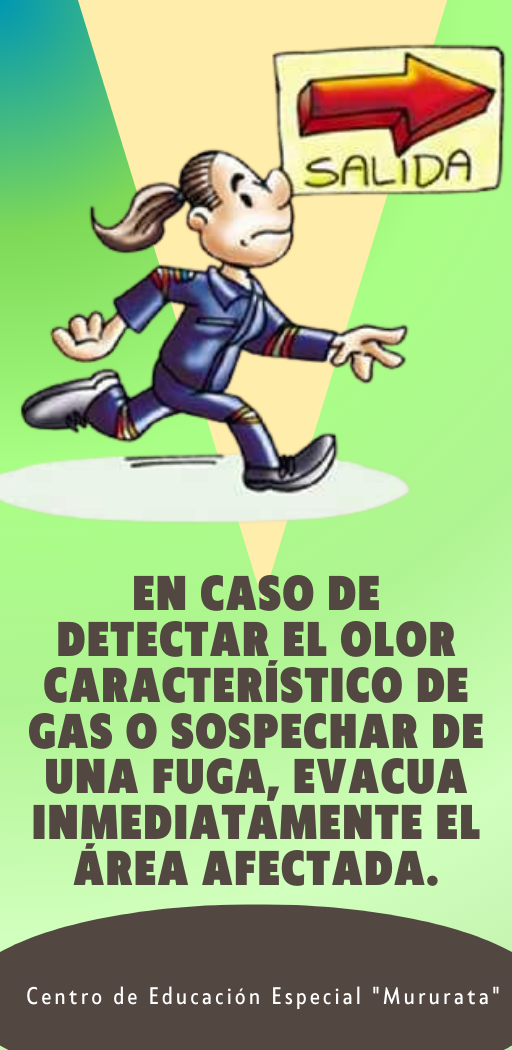 SALIDA
EN CASO DE
DETECTAR EL OLOR
CARACTERÍSTICO DE
GAS O SOSPECHAR DE
UNA FUGA, EVACUA
INMEDIATAMENTE EL
ÁREA AFECTADA.
Centro de Educación Especial "Mururata"